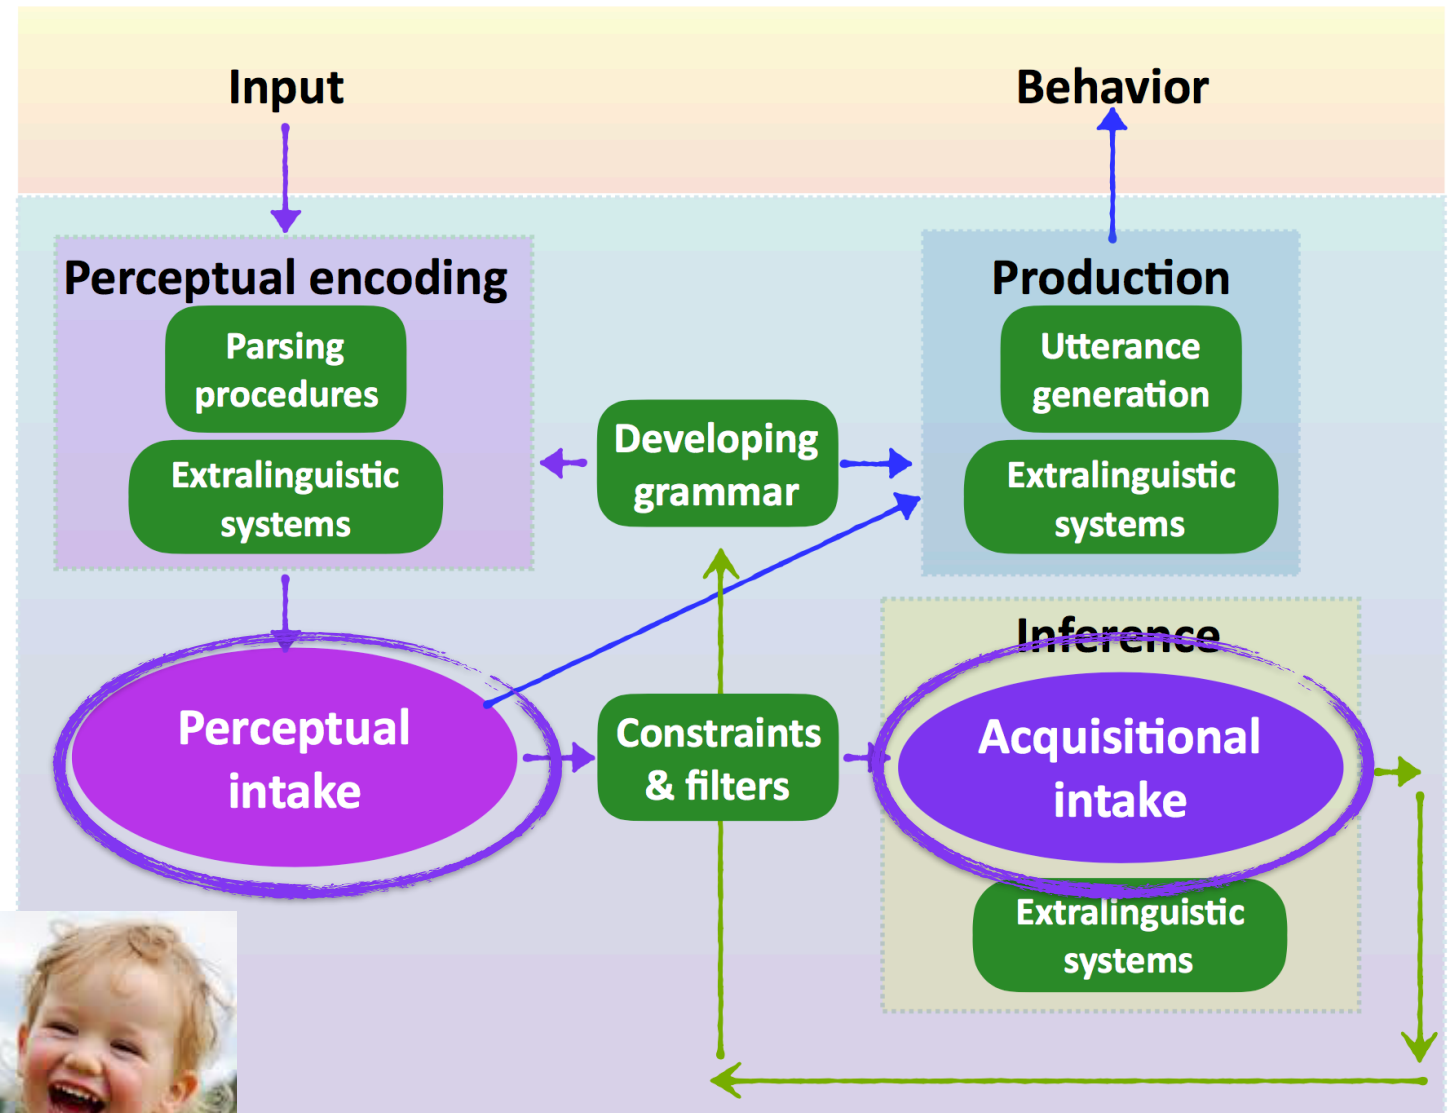 Input
Behavior
Perceptual encoding
Parsing
procedures
Extralinguistic
systems
Developing
grammar
Production
Utterance
generation
Extralinguistic
systems
Perceptual
intake
Constraints
& filters
Inference
Acquisitional
intake
Extralinguistic
systems